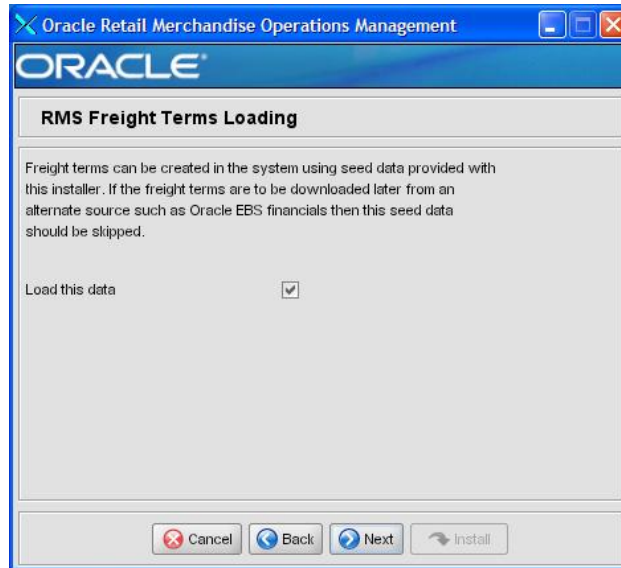 Oracle Retail Merchandise Operations Management
ORACLE
RMS Freight Terms Loading
Freight terms can be created in the system using seed data provided with
this installer. If the freight terms are to be downloaded later from an
alternate source such as Oracle EBS financials then this seed data
should be skipped.
Load this data
Cancel Back Next Install